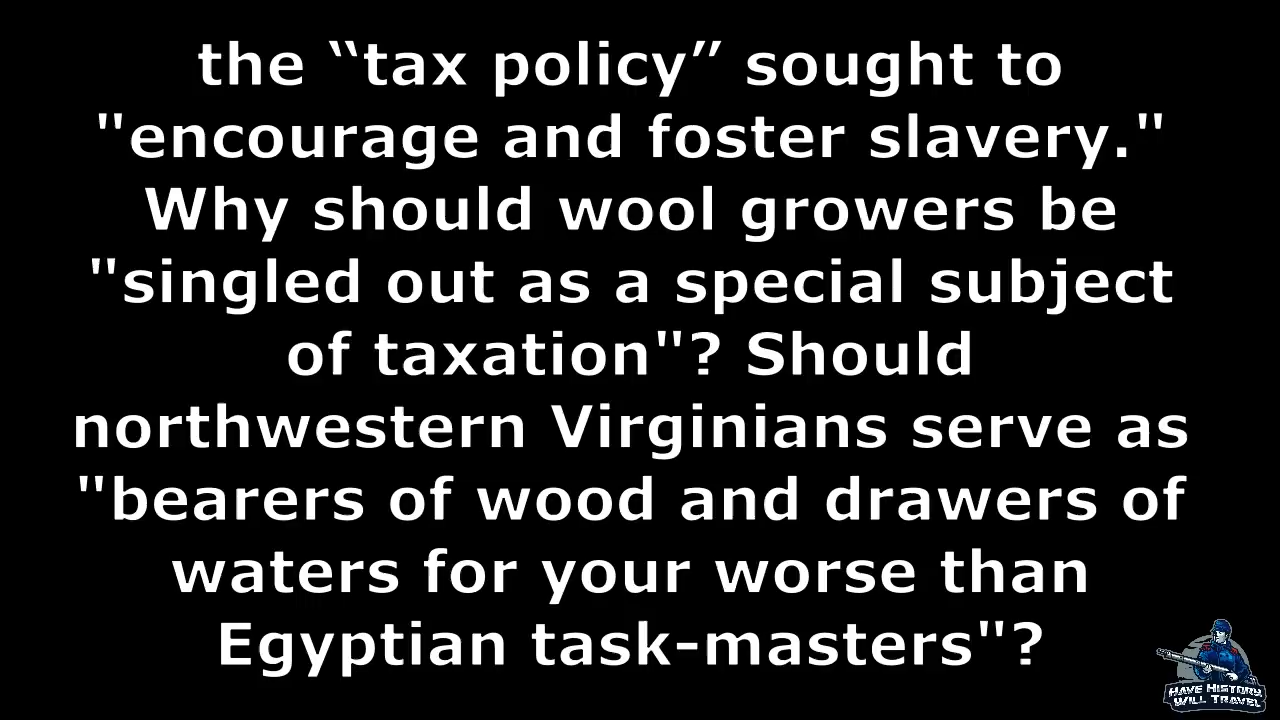 the “tax policy” sought to
"encourage and foster slavery."
Why should wool growers be
"singled out as a special subject
of taxation"? Should
northwestern Virginians serve as
"bearers of wood and drawers of
waters for your worse than
Egyptian task-masters"?
HAVE HISTORY
WILL TRAVEL